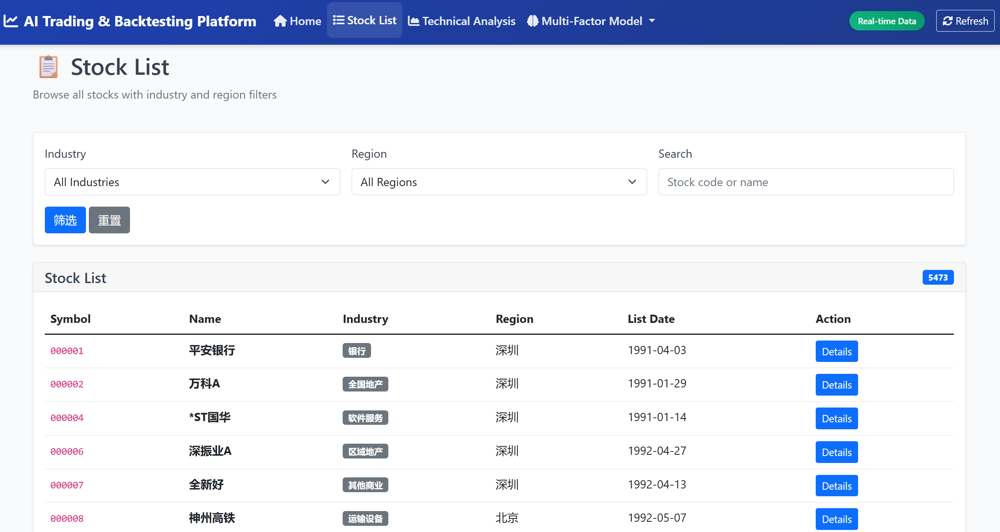 AI Trading & Backtesting Platform Home Stock List Technical Analysis Multi-Factor Model Real-time Data Refresh
Stock List
Browse all stocks with industry and region filters
Industry Region Search
All Industries All Regions Stock code or name
筛选 重置
Stock List 5473
Symbol Name Industry Region List Date Action
000001 平安银行 银行 深圳 1991-04-03 Details
000002 万科A 全国地产 深圳 1991-01-29 Details
000004 *ST国华 软件服务 深圳 1991-01-14 Details
000006 深振业A 区域地产 深圳 1992-04-27 Details
000007 全新好 其他商业 深圳 1992-04-13 Details
000008 神州高铁 运输设备 北京 1992-05-07 Details